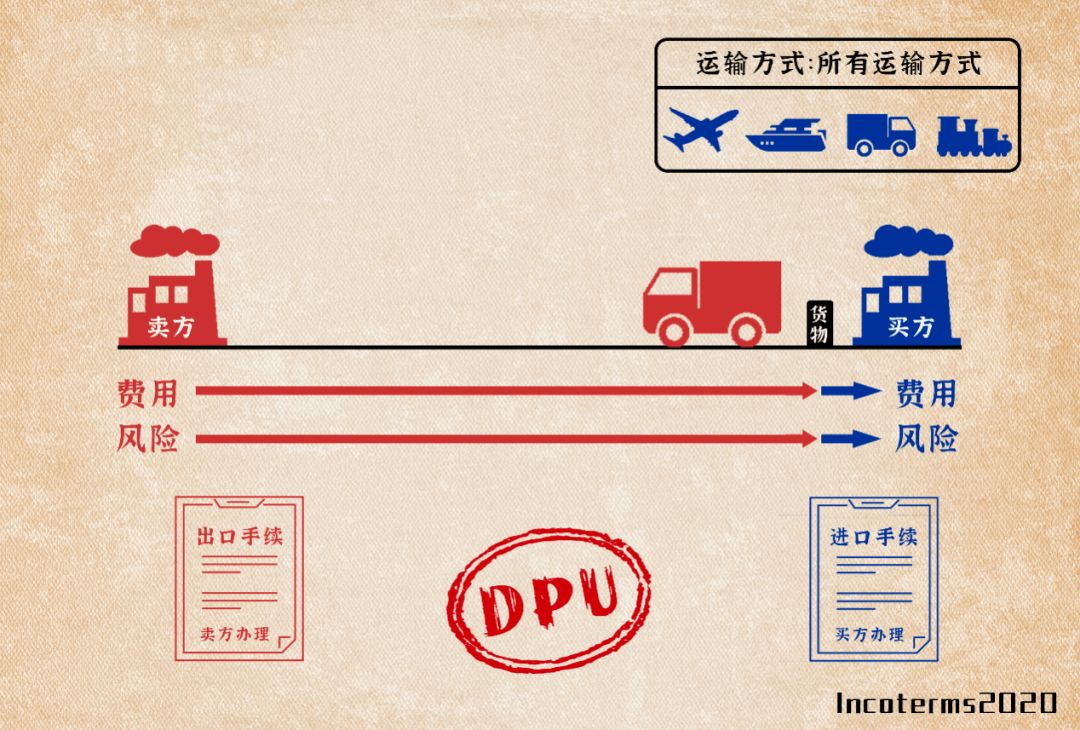 运输方式:所有运输方式
卖方
货物
买方
费用
费用
风险
风险
出口手续
卖方办理
DPU
进口手续
买方办理
Incoterms2020